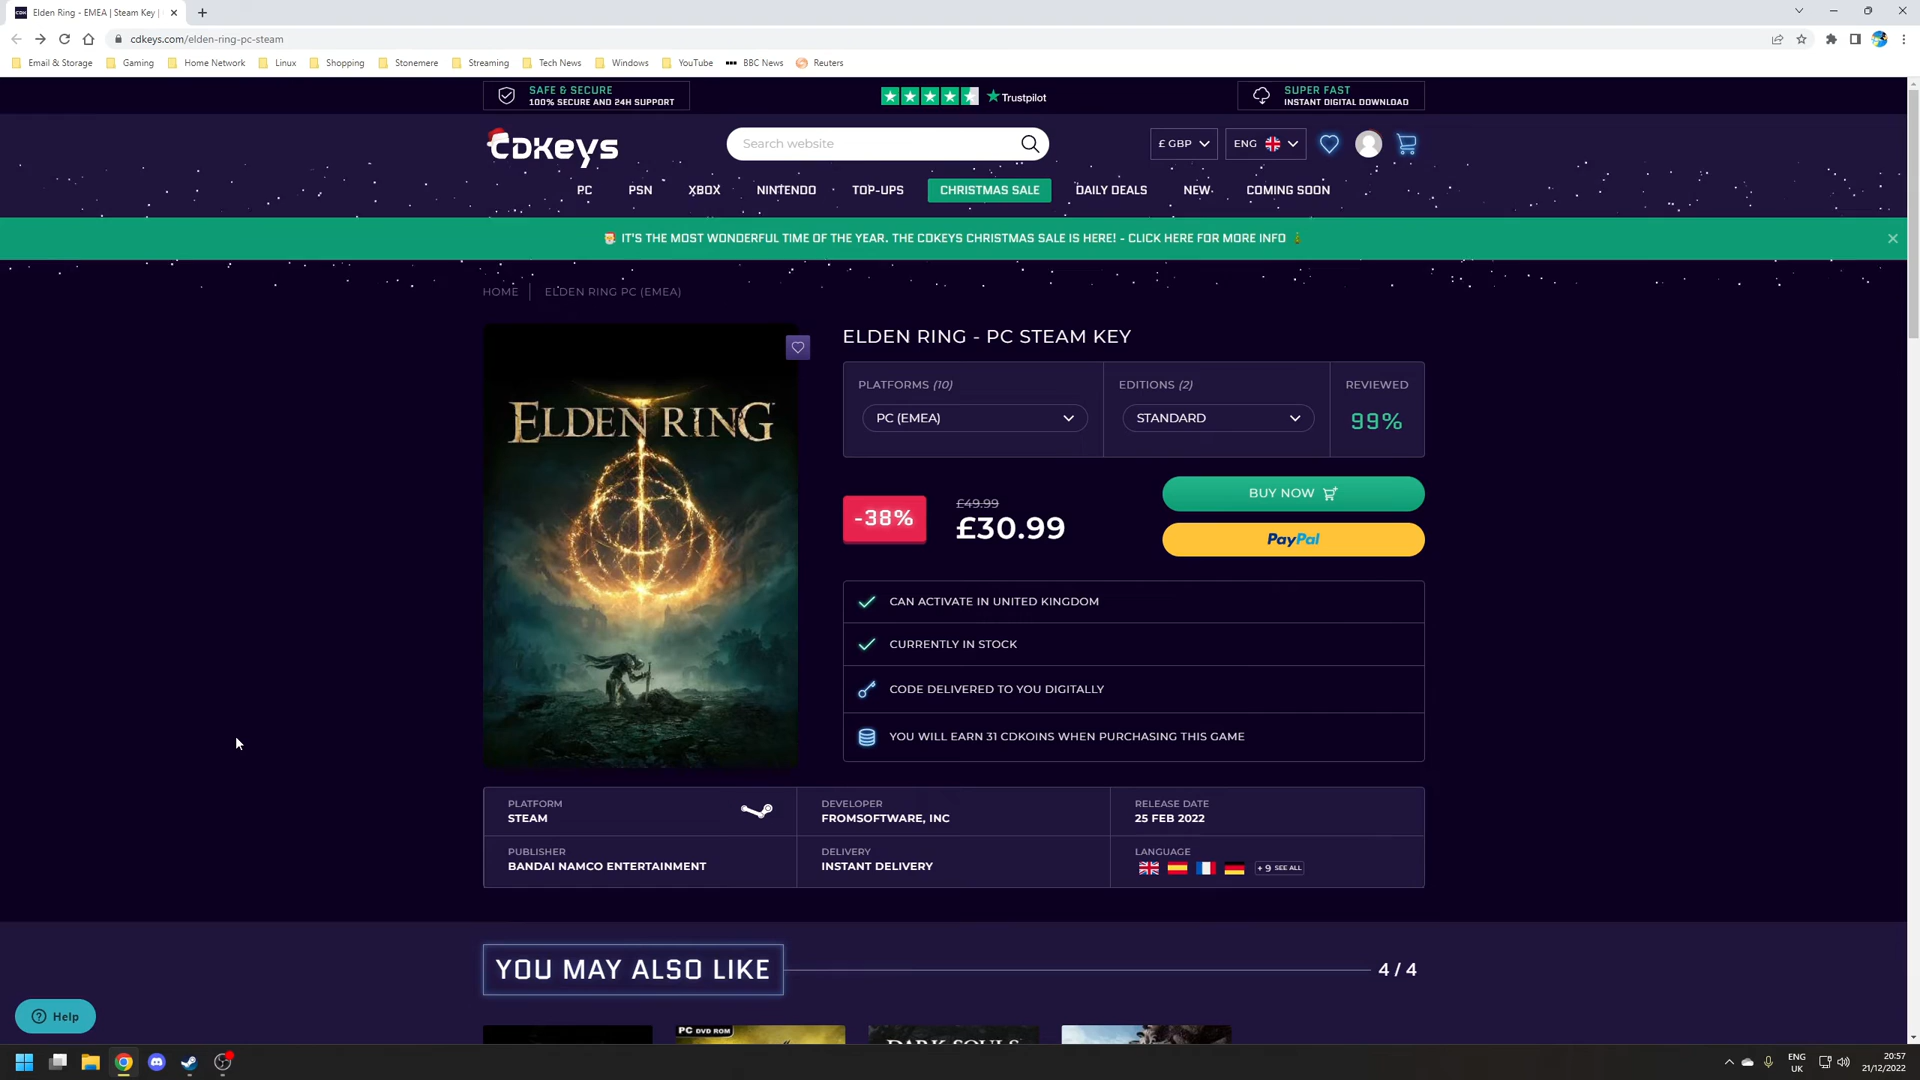 Elden Ring - EMEA | Steam Key |
cdkeys.com/elden-ring-pc-steam
Email & Storage Gaming Home Network Linux Shopping Stonemere Streaming Tech News Windows YouTube BBC News Reuters
SAFE & SECURE
100% SECURE AND 24H SUPPORT
Trustpilot
SUPER FAST
INSTANT DIGITAL DOWNLOAD
CDKeys
Search website
£ GBP
ENG
PC PSN XBOX NINTENDO TOP-UPS CHRISTMAS SALE DAILY DEALS NEW COMING SOON
IT'S THE MOST WONDERFUL TIME OF THE YEAR. THE CDKEYS CHRISTMAS SALE IS HERE! - CLICK HERE FOR MORE INFO
HOME ELDEN RING PC (EMEA)
ELDEN RING
ELDEN RING - PC STEAM KEY
PLATFORMS (10)
PC (EMEA)
EDITIONS (2)
STANDARD
REVIEWED
99%
-38%
£49.99
£30.99
BUY NOW
PayPal
CAN ACTIVATE IN UNITED KINGDOM
CURRENTLY IN STOCK
CODE DELIVERED TO YOU DIGITALLY
YOU WILL EARN 31 CDKOINS WHEN PURCHASING THIS GAME
PLATFORM
STEAM
DEVELOPER
FROMSOFTWARE, INC
RELEASE DATE
25 FEB 2022
PUBLISHER
BANDAI NAMCO ENTERTAINMENT
DELIVERY
INSTANT DELIVERY
LANGUAGE
+ 9 SEE ALL
YOU MAY ALSO LIKE
4 / 4
PC DVD ROM
DARK SOULS
Help
ENG
UK
20:57
21/12/2022